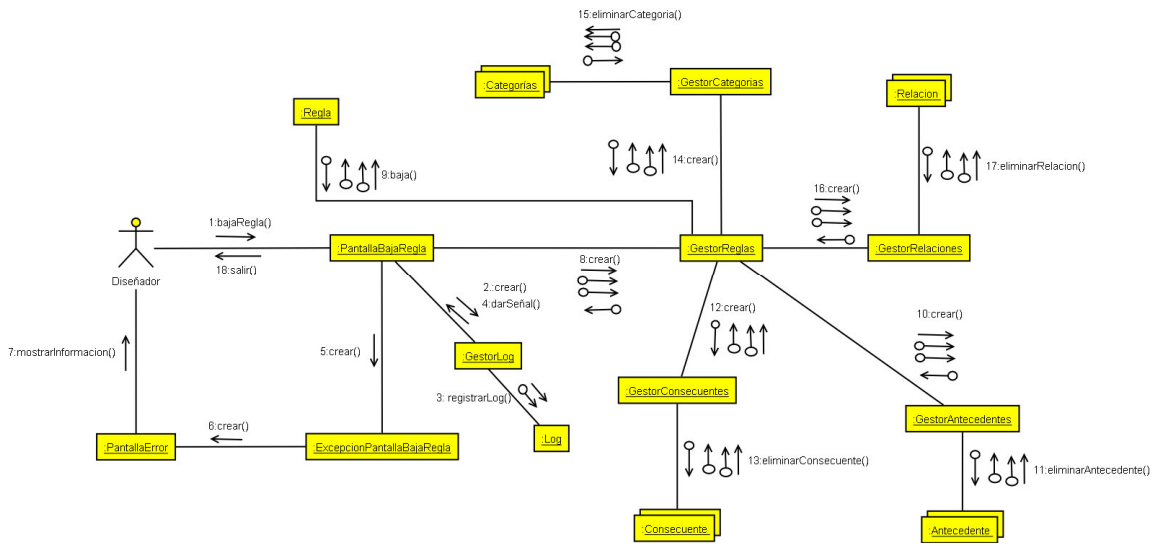 15:eliminarCategoria()
:Categorías
:GestorCategorias
:Relacion
:Regla
9:baja()
14:crear()
17:eliminarRelacion()
16:crear()
1:bajaRegla()
:PantallaBajaRegla
:GestorReglas
:GestorRelaciones
18:salir()
8:crear()
Diseñador
2.:crear()
4:darSeñal()
12:crear()
10:crear()
7:mostrarInformacion()
5:crear()
:GestorLog
:GestorConsecuentes
3: registrarLog()
:GestorAntecedentes
6:crear()
:PantallaError
:ExcepcionPantallaBajaRegla
:Log
13:eliminarConsecuente()
11:eliminarAntecedente()
:Consecuente
:Antecedente